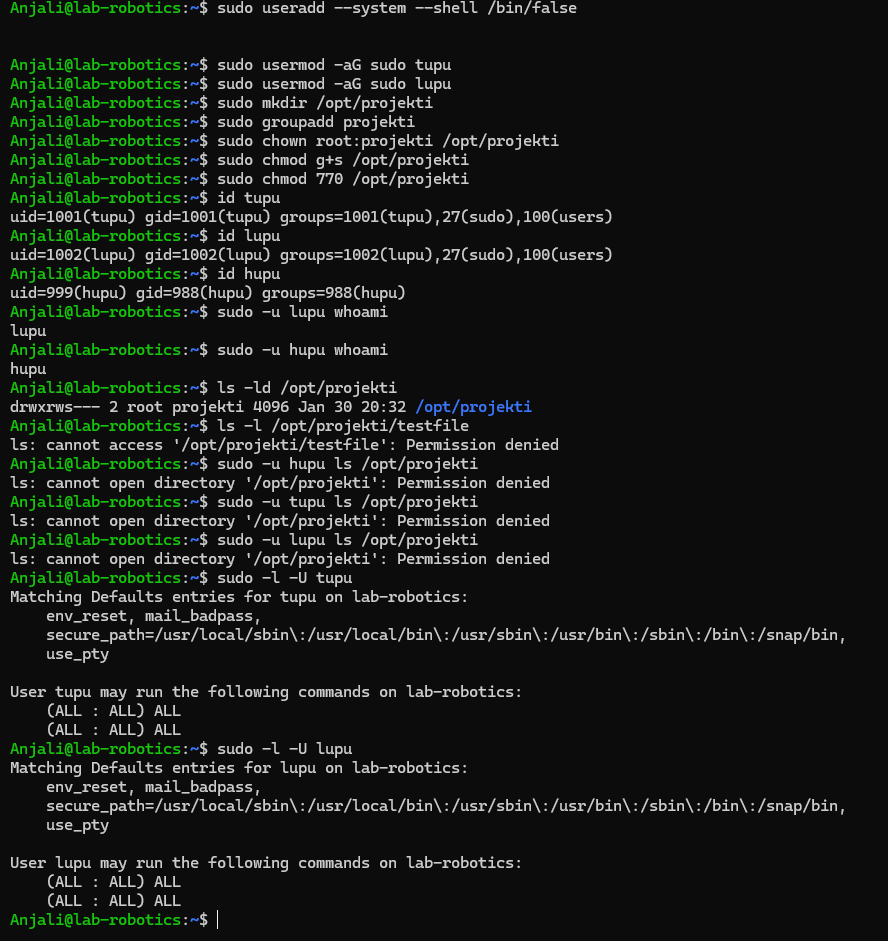 Anjali@lab-robotics:~$ sudo useradd --system --shell /bin/false
Anjali@lab-robotics:~$ sudo usermod -aG sudo tupu
Anjali@lab-robotics:~$ sudo usermod -aG sudo lupu
Anjali@lab-robotics:~$ sudo mkdir /opt/projekti
Anjali@lab-robotics:~$ sudo groupadd projekti
Anjali@lab-robotics:~$ sudo chown root:projekti /opt/projekti
Anjali@lab-robotics:~$ sudo chmod g+s /opt/projekti
Anjali@lab-robotics:~$ sudo chmod 770 /opt/projekti
Anjali@lab-robotics:~$ id tupu
uid=1001(tupu) gid=1001(tupu) groups=1001(tupu),27(sudo),100(users)
Anjali@lab-robotics:~$ id lupu
uid=1002(lupu) gid=1002(lupu) groups=1002(lupu),27(sudo),100(users)
Anjali@lab-robotics:~$ id hupu
uid=999(hupu) gid=988(hupu) groups=988(hupu)
Anjali@lab-robotics:~$ sudo -u lupu whoami
lupu
Anjali@lab-robotics:~$ sudo -u hupu whoami
hupu
Anjali@lab-robotics:~$ ls -ld /opt/projekti
drwxrws--- 2 root projekti 4096 Jan 30 20:32 /opt/projekti
Anjali@lab-robotics:~$ ls -l /opt/projekti/testfile
ls: cannot access '/opt/projekti/testfile': Permission denied
Anjali@lab-robotics:~$ sudo -u hupu ls /opt/projekti
ls: cannot open directory '/opt/projekti': Permission denied
Anjali@lab-robotics:~$ sudo -u tupu ls /opt/projekti
ls: cannot open directory '/opt/projekti': Permission denied
Anjali@lab-robotics:~$ sudo -u lupu ls /opt/projekti
ls: cannot open directory '/opt/projekti': Permission denied
Anjali@lab-robotics:~$ sudo -l -U tupu
Matching Defaults entries for tupu on lab-robotics:
    env_reset, mail_badpass,
    secure_path=/usr/local/sbin\:/usr/local/bin\:/usr/sbin\:/usr/bin\:/sbin\:/bin\:/snap/bin,
    use_pty
User tupu may run the following commands on lab-robotics:
    (ALL : ALL) ALL
    (ALL : ALL) ALL
Anjali@lab-robotics:~$ sudo -l -U lupu
Matching Defaults entries for lupu on lab-robotics:
    env_reset, mail_badpass,
    secure_path=/usr/local/sbin\:/usr/local/bin\:/usr/sbin\:/usr/bin\:/sbin\:/bin\:/snap/bin,
    use_pty
User lupu may run the following commands on lab-robotics:
    (ALL : ALL) ALL
    (ALL : ALL) ALL
Anjali@lab-robotics:~$